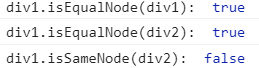 div1.isEqualNode(div1): true
div1.isEqualNode(div2): true
div1.isSameNode(div2): false